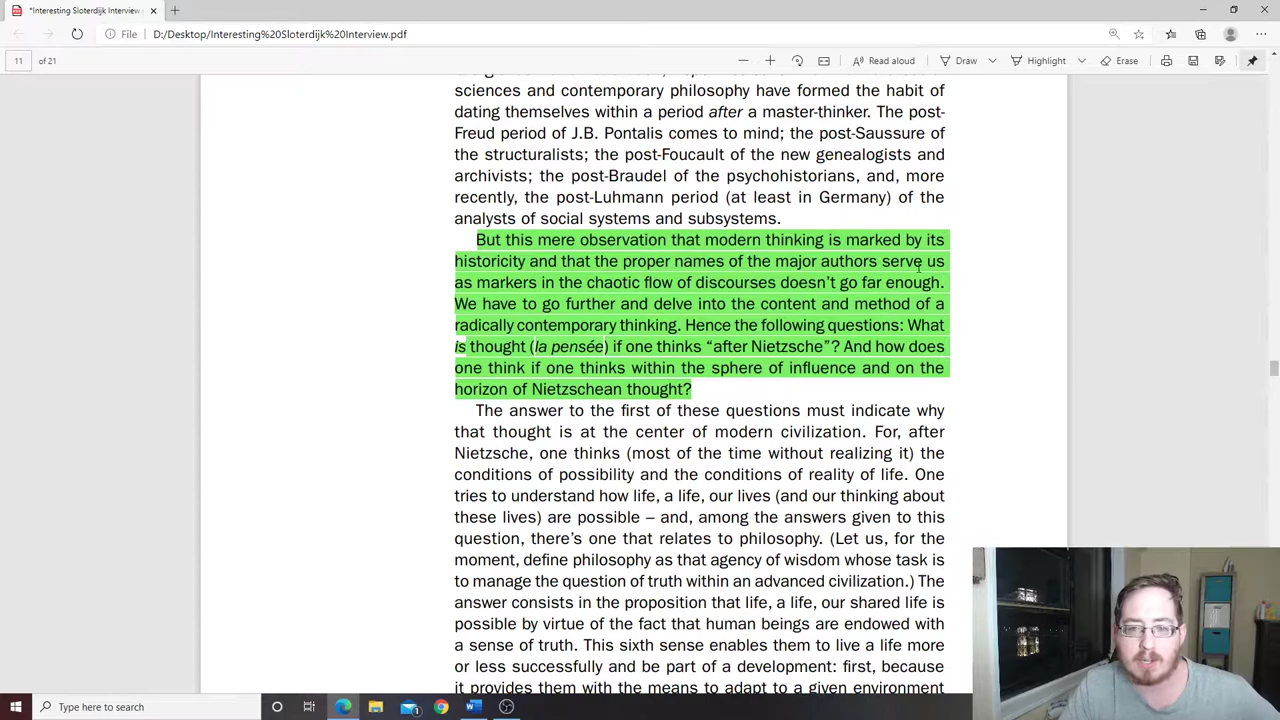 *Interesting Sloterdijk Interview.
File D:/Desktop/Interesting%20Sloterdijk%20Interview.pdf
11 of 21 Read aloud Draw Highlight Erase
sciences and contemporary philosophy have formed the habit of
dating themselves within a period after a master-thinker. The post-
Freud period of J.B. Pontalis comes to mind; the post-Saussure of
the structuralists; the post-Foucault of the new genealogists and
archivists; the post-Braudel of the psychohistorians, and, more
recently, the post-Luhmann period (at least in Germany) of the
analysts of social systems and subsystems.
But this mere observation that modern thinking is marked by its
historicity and that the proper names of the major authors serve us
as markers in the chaotic flow of discourses doesn’t go far enough.
We have to go further and delve into the content and method of a
radically contemporary thinking. Hence the following questions: What
is thought (la pensée) if one thinks “after Nietzsche”? And how does
one think if one thinks within the sphere of influence and on the
horizon of Nietzschean thought?
The answer to the first of these questions must indicate why
that thought is at the center of modern civilization. For, after
Nietzsche, one thinks (most of the time without realizing it) the
conditions of possibility and the conditions of reality of life. One
tries to understand how life, a life, our lives (and our thinking about
these lives) are possible – and, among the answers given to this
question, there’s one that relates to philosophy. (Let us, for the
moment, define philosophy as that agency of wisdom whose task is
to manage the question of truth within an advanced civilization.) The
answer consists in the proposition that life, a life, our shared life is
possible by virtue of the fact that human beings are endowed with
a sense of truth. This sixth sense enables them to live a life more
or less successfully and be part of a development: first, because
it provides them with the means to adapt to a given environment
Type here to search